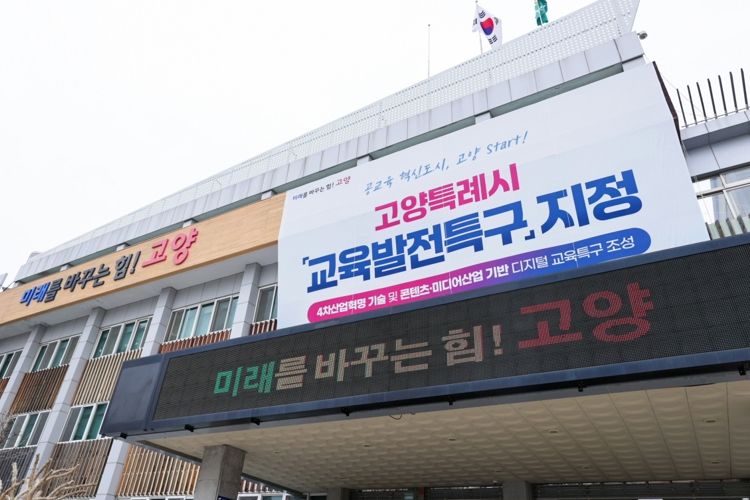 미래를 바꾸는 힘! 고양
공교육 혁신도시, 고양 Start!
고양특례시
「교육발전특구」 지정
4차산업혁명 기술 및 콘텐츠·미디어산업 기반 디지털 교육특구 조성
미래를 바꾸는 힘! 고양
미래를 바꾸는 힘! 고양